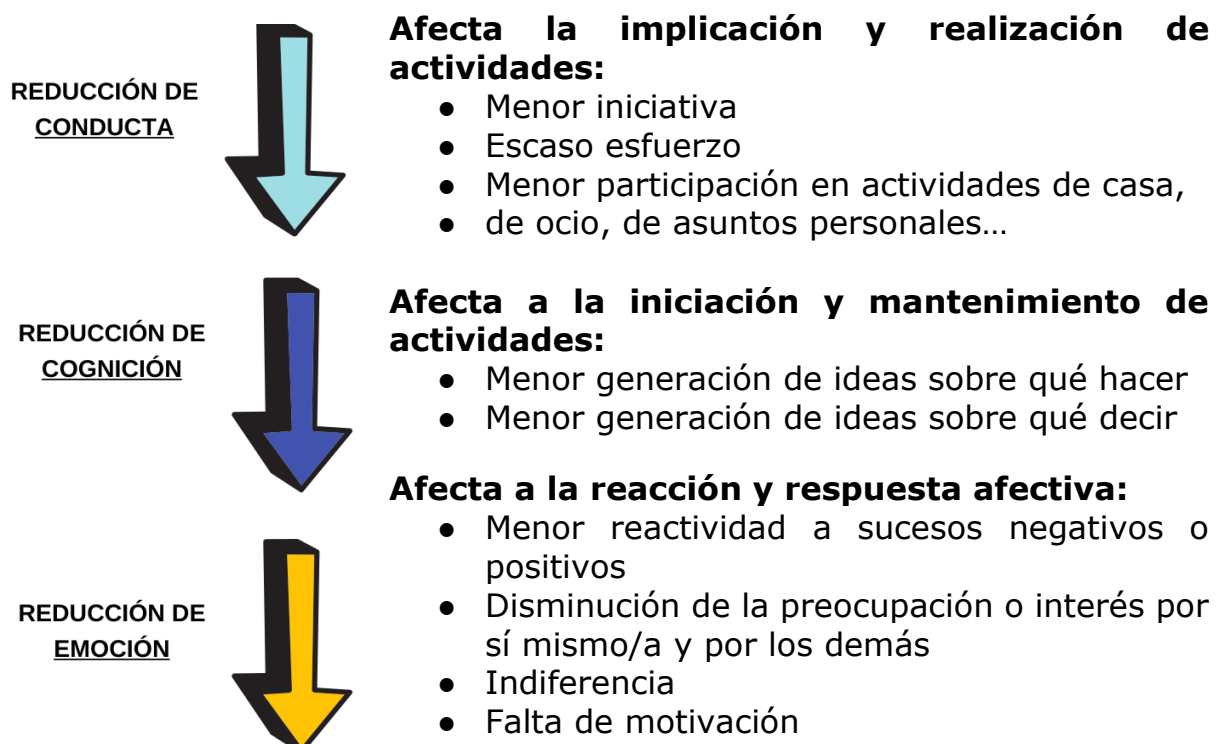 REDUCCIÓN DE
CONDUCTA
Afecta la implicación y realización de
actividades:
● Menor iniciativa
● Escaso esfuerzo
● Menor participación en actividades de casa,
● de ocio, de asuntos personales…
REDUCCIÓN DE
COGNICIÓN
Afecta a la iniciación y mantenimiento de
actividades:
● Menor generación de ideas sobre qué hacer
● Menor generación de ideas sobre qué decir
REDUCCIÓN DE
EMOCIÓN
Afecta a la reacción y respuesta afectiva:
● Menor reactividad a sucesos negativos o
positivos
● Disminución de la preocupación o interés por
sí mismo/a y por los demás
● Indiferencia
● Falta de motivación